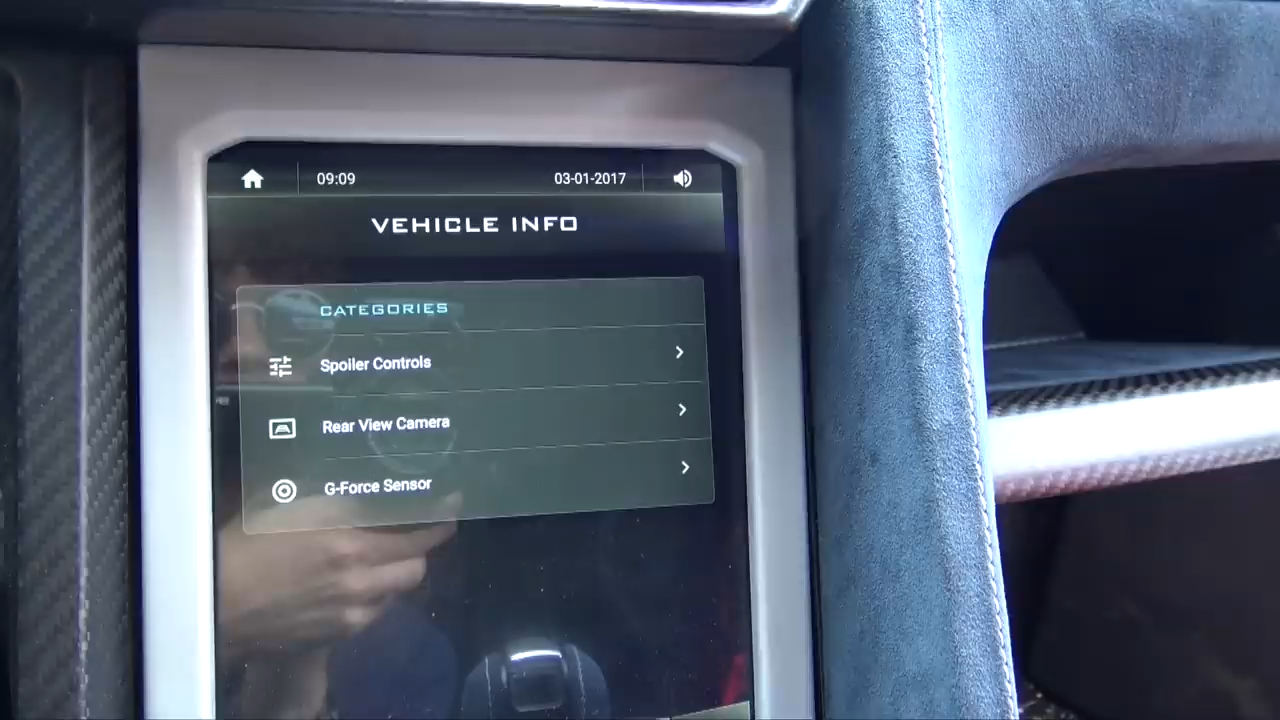 09:09
03-01-2017
VEHICLE INFO
CATEGORIES
Spoiler Controls
Rear View Camera
G-Force Sensor